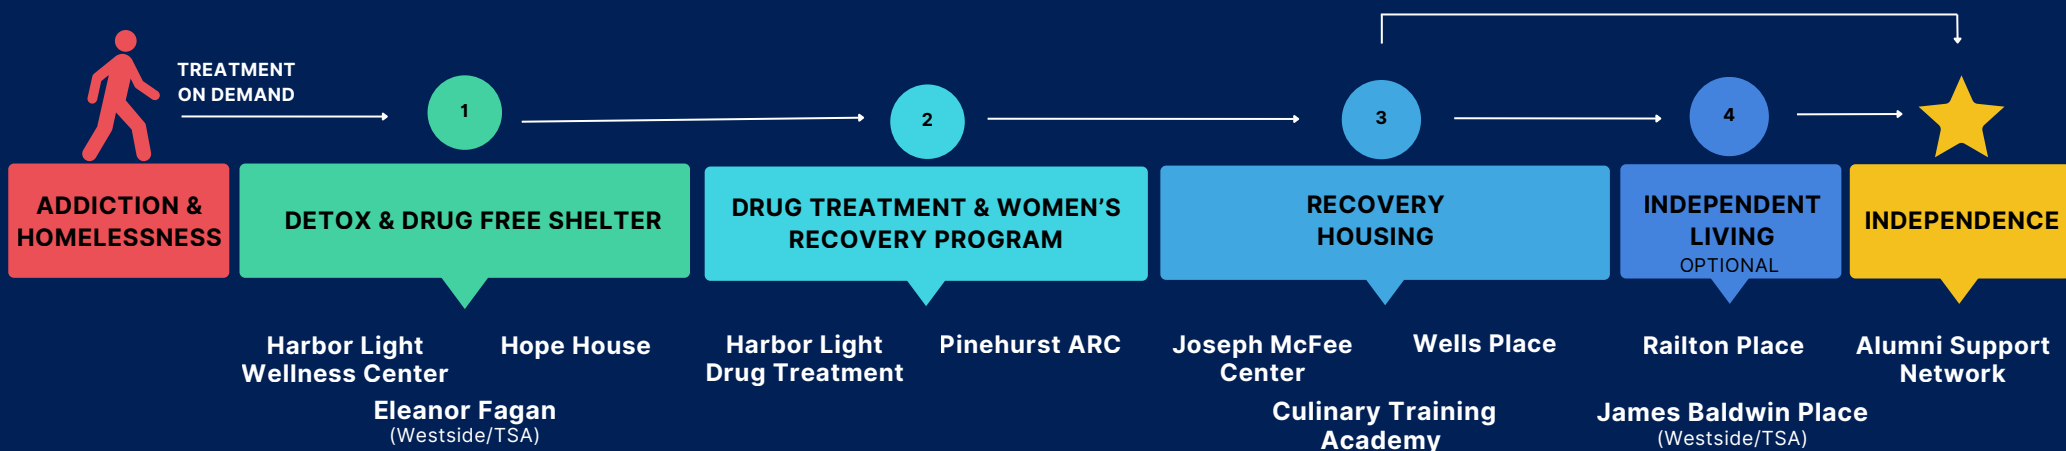 TREATMENT
ON DEMAND
1
2
3
4
ADDICTION &
HOMELESSNESS
DETOX & DRUG FREE SHELTER
DRUG TREATMENT & WOMEN'S
RECOVERY PROGRAM
RECOVERY
HOUSING
INDEPENDENT
LIVING
OPTIONAL
INDEPENDENCE
Harbor Light
Wellness Center
Hope House
Eleanor Fagan
(Westside/TSA)
Harbor Light
Drug Treatment
Pinehurst ARC
Joseph McFee
Center
Wells Place
Culinary Training
Academy
Railton Place
James Baldwin Place
(Westside/TSA)
Alumni Support
Network